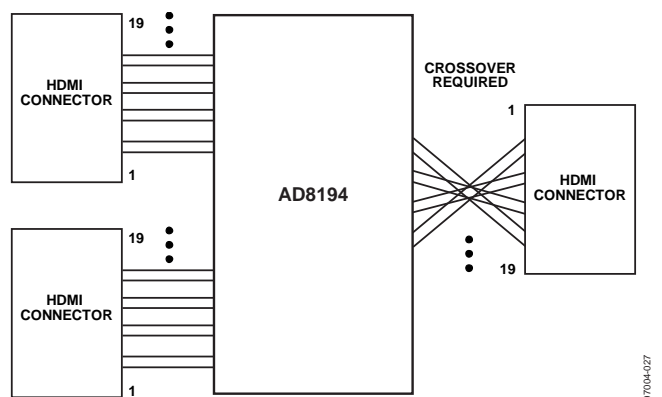 19
HDMI
CONNECTOR
1
19
HDMI
CONNECTOR
1
AD8194
CROSSOVER
REQUIRED
1
HDMI
CONNECTOR
19
07004-027